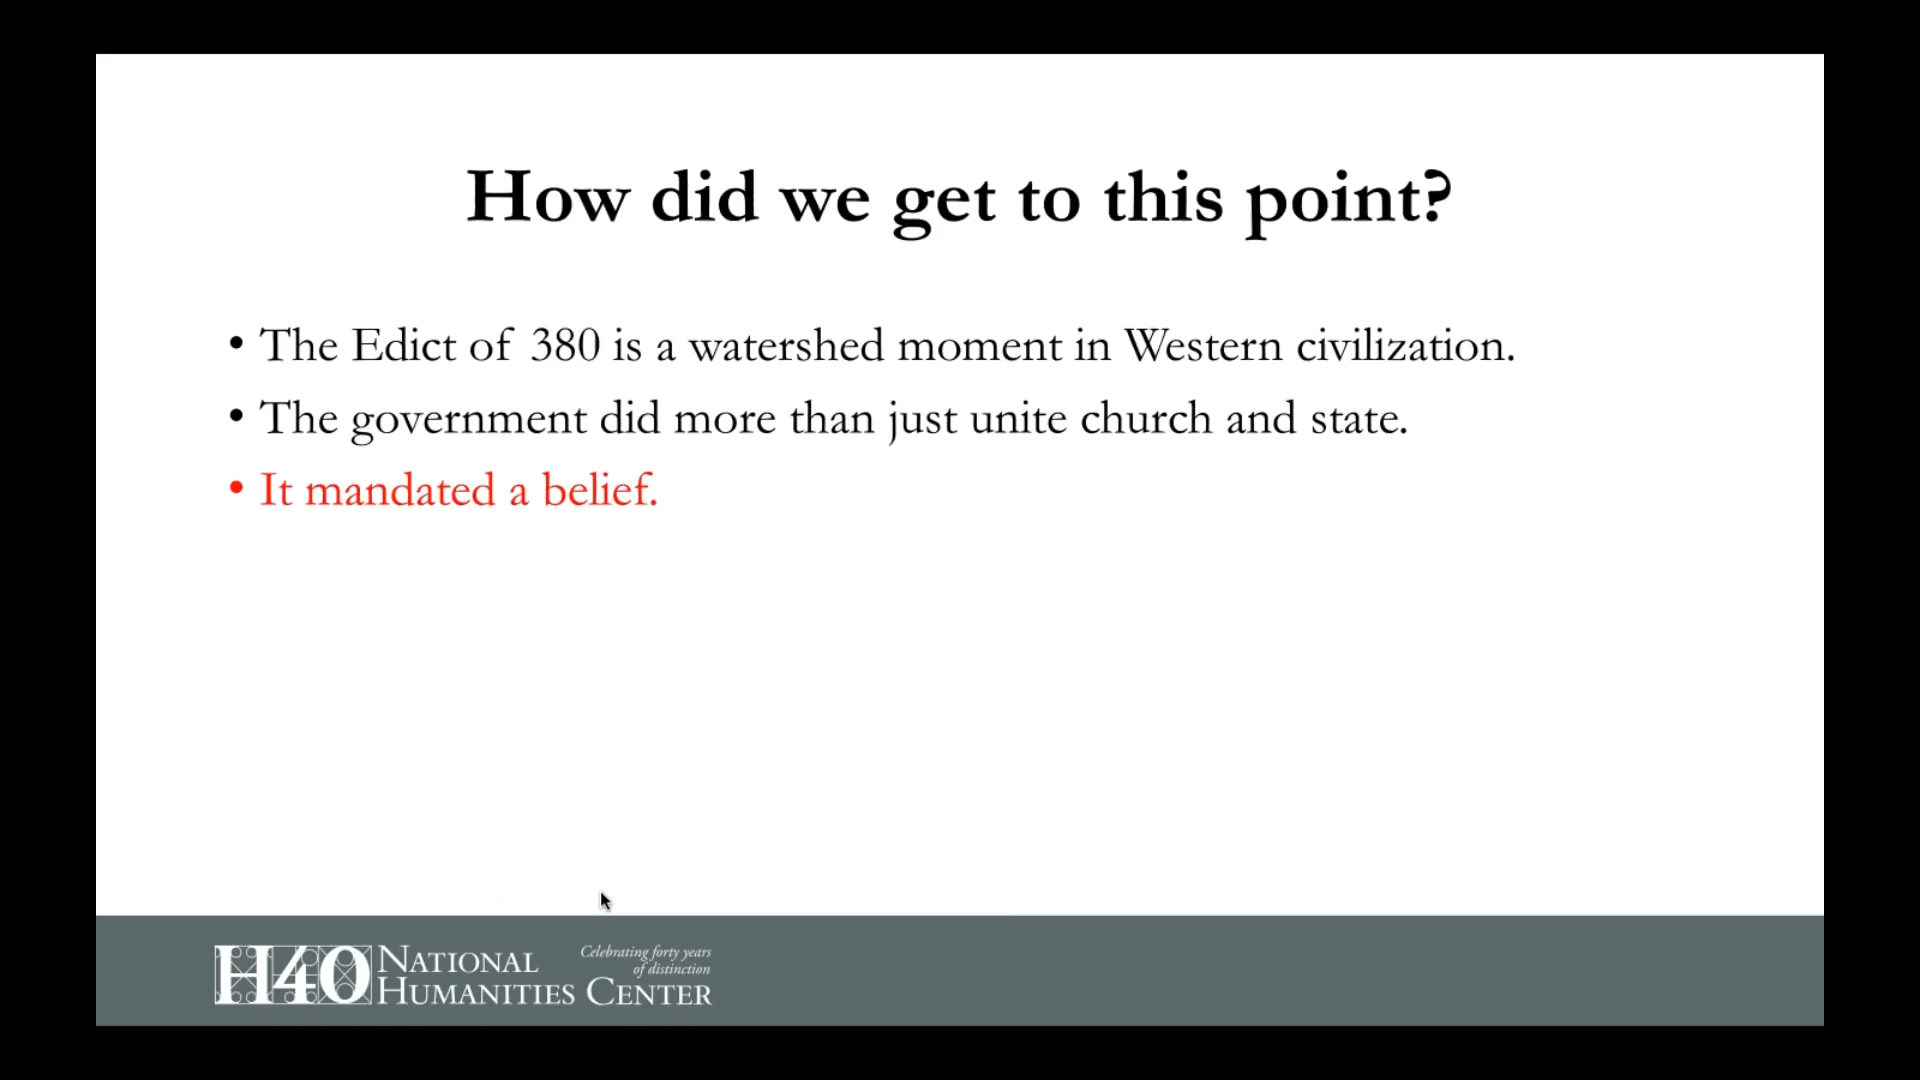 How did we get to this point?
• The Edict of 380 is a watershed moment in Western civilization.
• The government did more than just unite church and state.
• It mandated a belief.
H40 NATIONAL HUMANITIES CENTER
Celebrating forty years
of distinction